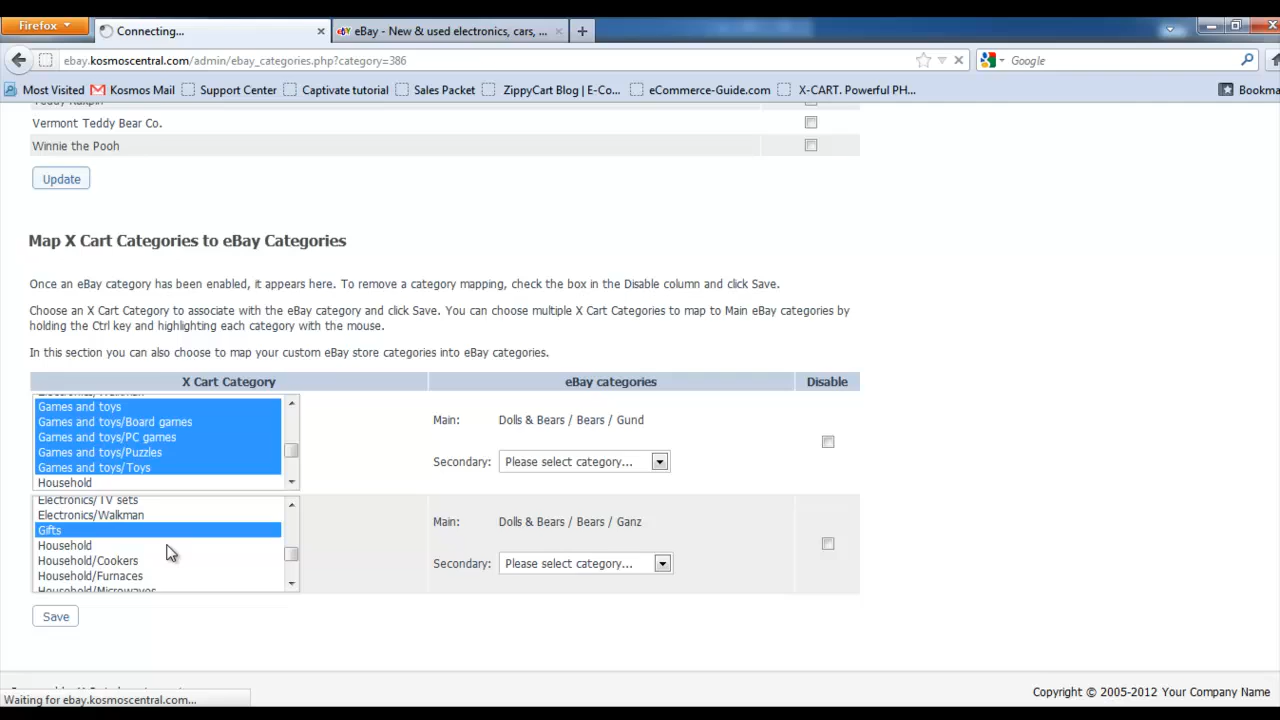 Firefox
Connecting...
eBay - New & used electronics, cars, ...
ebay.kosmoscentral.com/admin/ebay_categories.php?category=386
Google
Most Visited
Kosmos Mail
Support Center
Captivate tutorial
Sales Packet
ZippyCart Blog | E-Co...
eCommerce-Guide.com
X-CART. Powerful PH...
Bookma
Vermont Teddy Bear Co.
Winnie the Pooh
Update
Map X Cart Categories to eBay Categories
Once an eBay category has been enabled, it appears here. To remove a category mapping, check the box in the Disable column and click Save.
Choose an X Cart Category to associate with the eBay category and click Save. You can choose multiple X Cart Categories to map to Main eBay categories by
holding the Ctrl key and highlighting each category with the mouse.
In this section you can also choose to map your custom eBay store categories into eBay categories.
X Cart Category
eBay categories
Disable
Electronics/Walkman
Games and toys
Games and toys/Board games
Games and toys/PC games
Games and toys/Puzzles
Games and toys/Toys
Household
Main:
Dolls & Bears / Bears / Gund
Secondary:
Please select category...
Electronics/TV sets
Electronics/Walkman
Gifts
Household
Household/Cookers
Household/Furnaces
Household/Microwaves
Main:
Dolls & Bears / Bears / Ganz
Secondary:
Please select category...
Save
Copyright © 2005-2012 Your Company Name
Waiting for ebay.kosmoscentral.com...